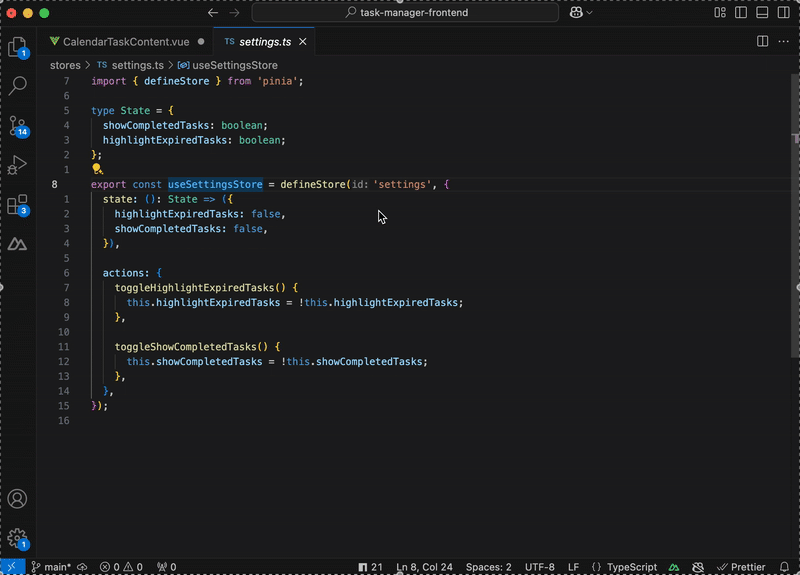 task-manager-frontend
CalendarTaskContent.vue
TS settings.ts
stores > TS settings.ts > useSettingsStore
7 import { defineStore } from 'pinia';
6
5 type State = {
4 showCompletedTasks: boolean;
3 highlightExpiredTasks: boolean;
2 };
1
8 export const useSettingsStore = defineStore(id: 'settings', {
1 state: (): State => ({
2 highlightExpiredTasks: false,
3 showCompletedTasks: false,
4 }),
5
6 actions: {
7 toggleHighlightExpiredTasks() {
8 this.highlightExpiredTasks = !this.highlightExpiredTasks;
9 },
10
11 toggleShowCompletedTasks() {
12 this.showCompletedTasks = !this.showCompletedTasks;
13 },
14 },
15 });
16
1
14
3
1
main* 0 0 0 21 Ln 8, Col 24 Spaces: 2 UTF-8 LF {} TypeScript Prettier